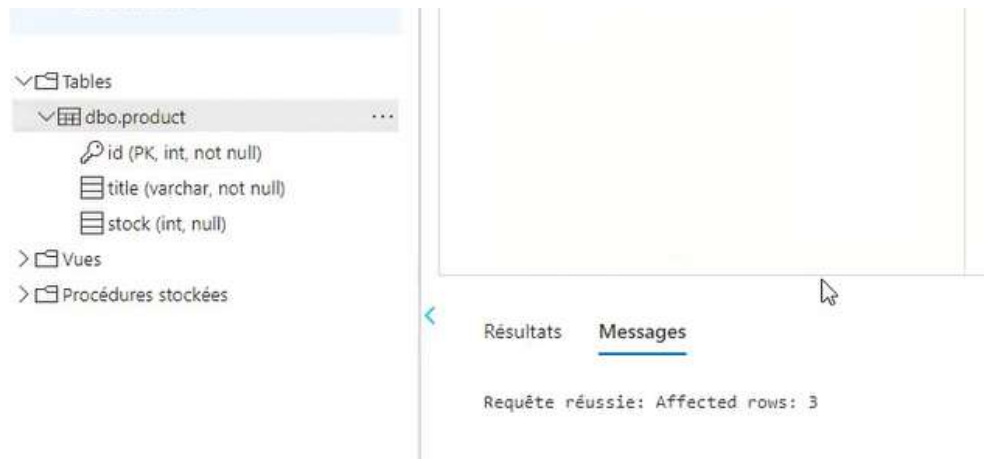 Tables
dbo.product
...
id (PK, int, not null)
title (varchar, not null)
stock (int, null)
Vues
Procédures stockées
Résultats Messages
Requête réussie: Affected rows: 3